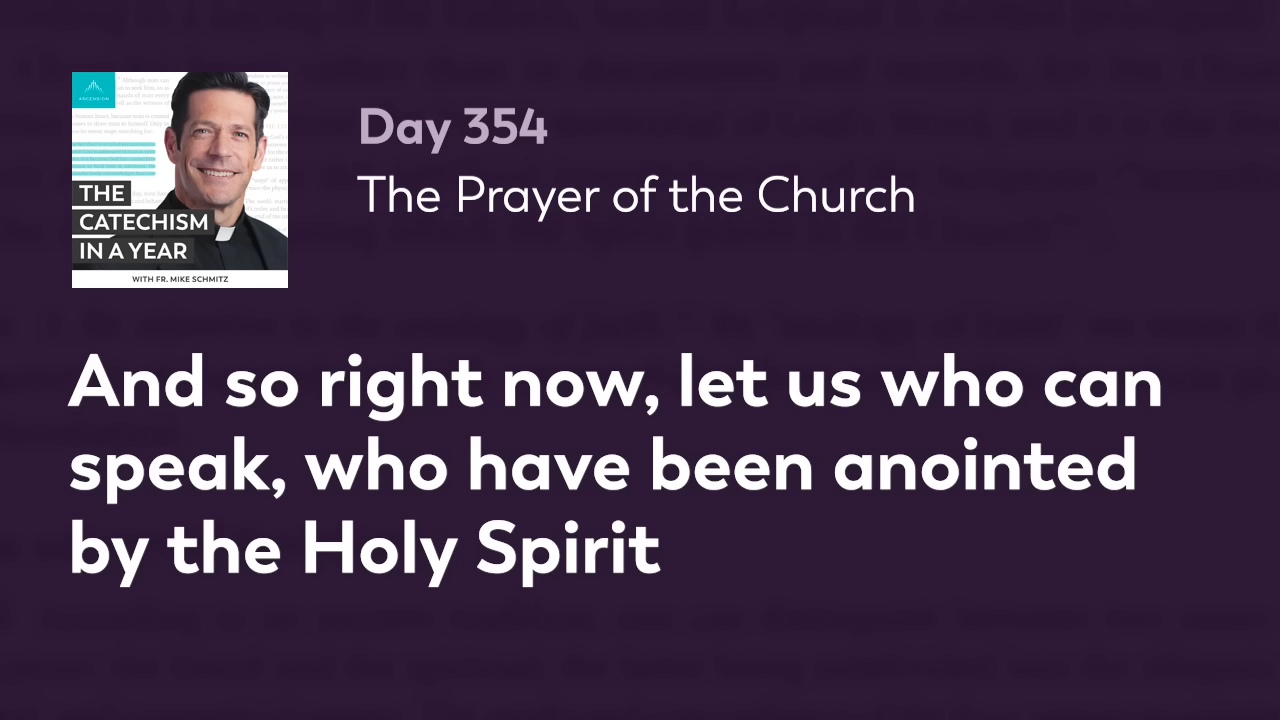 ASCENSION
THE
CATECHISM
IN A YEAR
WITH FR. MIKE SCHMITZ
Day 354
The Prayer of the Church
And so right now, let us who can
speak, who have been anointed
by the Holy Spirit